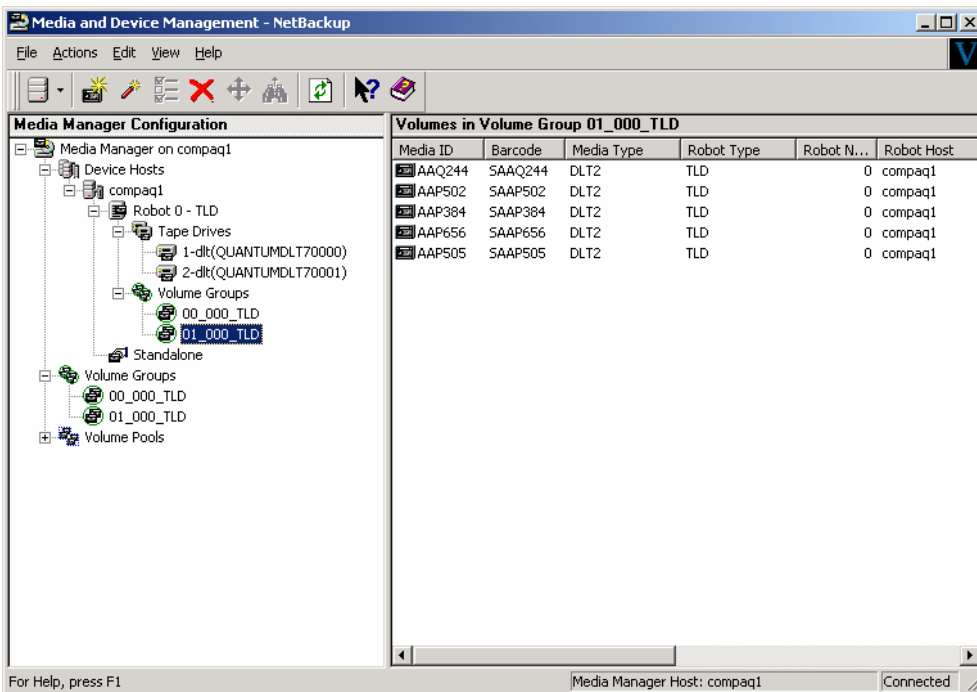 Media and Device Management - NetBackup
File Actions Edit View Help
V
Media Manager Configuration
Media Manager on compaq1
Device Hosts
compaq1
Robot 0 - TLD
Tape Drives
1-dlt(QUANTUMDLT70000)
2-dlt(QUANTUMDLT70001)
Volume Groups
00_000_TLD
01_000_TLD
Standalone
Volume Groups
00_000_TLD
01_000_TLD
Volume Pools
Volumes in Volume Group 01_000_TLD
Media ID Barcode Media Type Robot Type Robot N... Robot Host
AAQ244 SAAQ244 DLT2 TLD 0 compaq1
AAP502 SAAP502 DLT2 TLD 0 compaq1
AAP384 SAAP384 DLT2 TLD 0 compaq1
AAP656 SAAP656 DLT2 TLD 0 compaq1
AAP505 SAAP505 DLT2 TLD 0 compaq1
For Help, press F1
Media Manager Host: compaq1
Connected